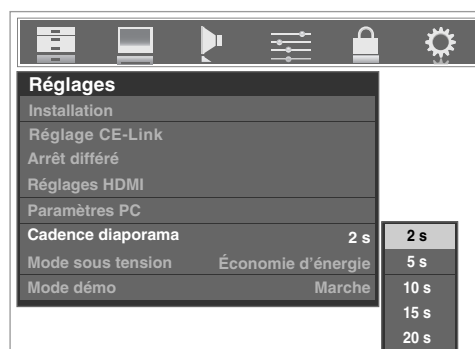 Réglages
Installation
Réglage CE-Link
Arrêt différé
Réglages HDMI
Paramètres PC
Cadence diaporama 2 s
Mode sous tension Économie d'énergie
Mode démo Marche
2 s
5 s
10 s
15 s
20 s